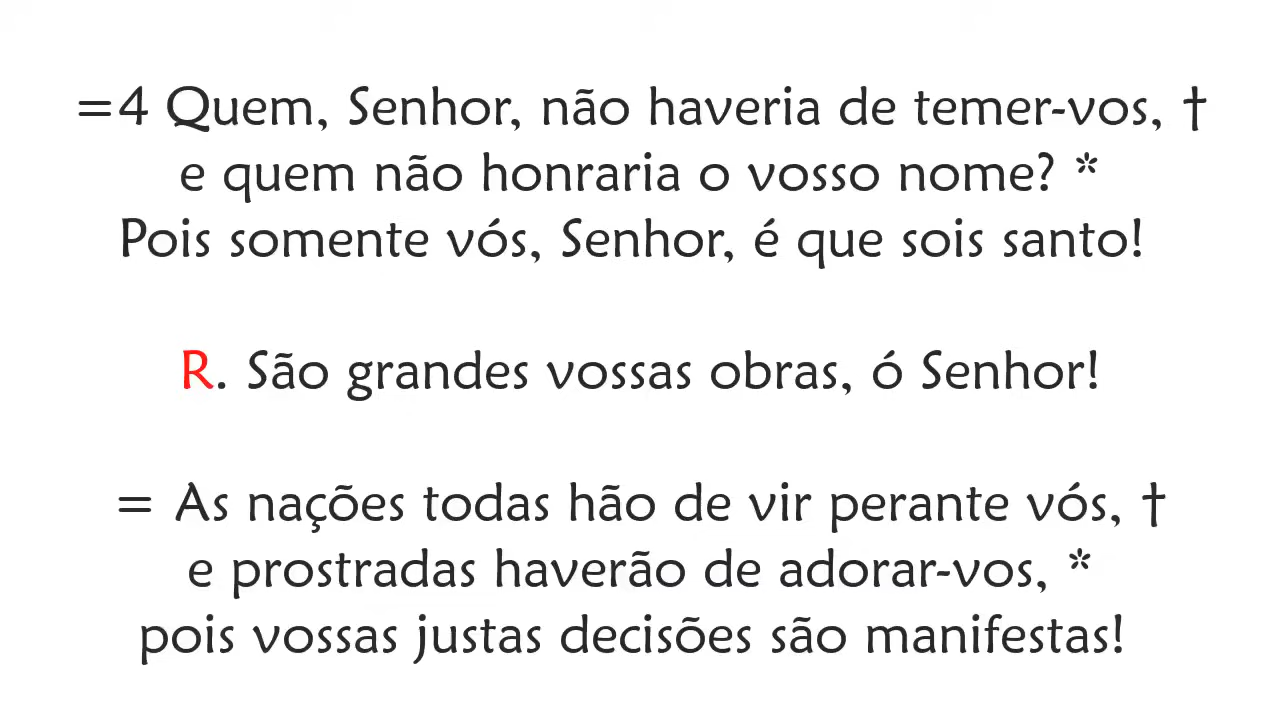 =4 Quem, Senhor, não haveria de temer-vos, †
e quem não honraria o vosso nome? *
Pois somente vós, Senhor, é que sois santo!
R. São grandes vossas obras, ó Senhor!
= As nações todas hão de vir perante vós, †
e prostradas haverão de adorar-vos, *
pois vossas justas decisões são manifestas!